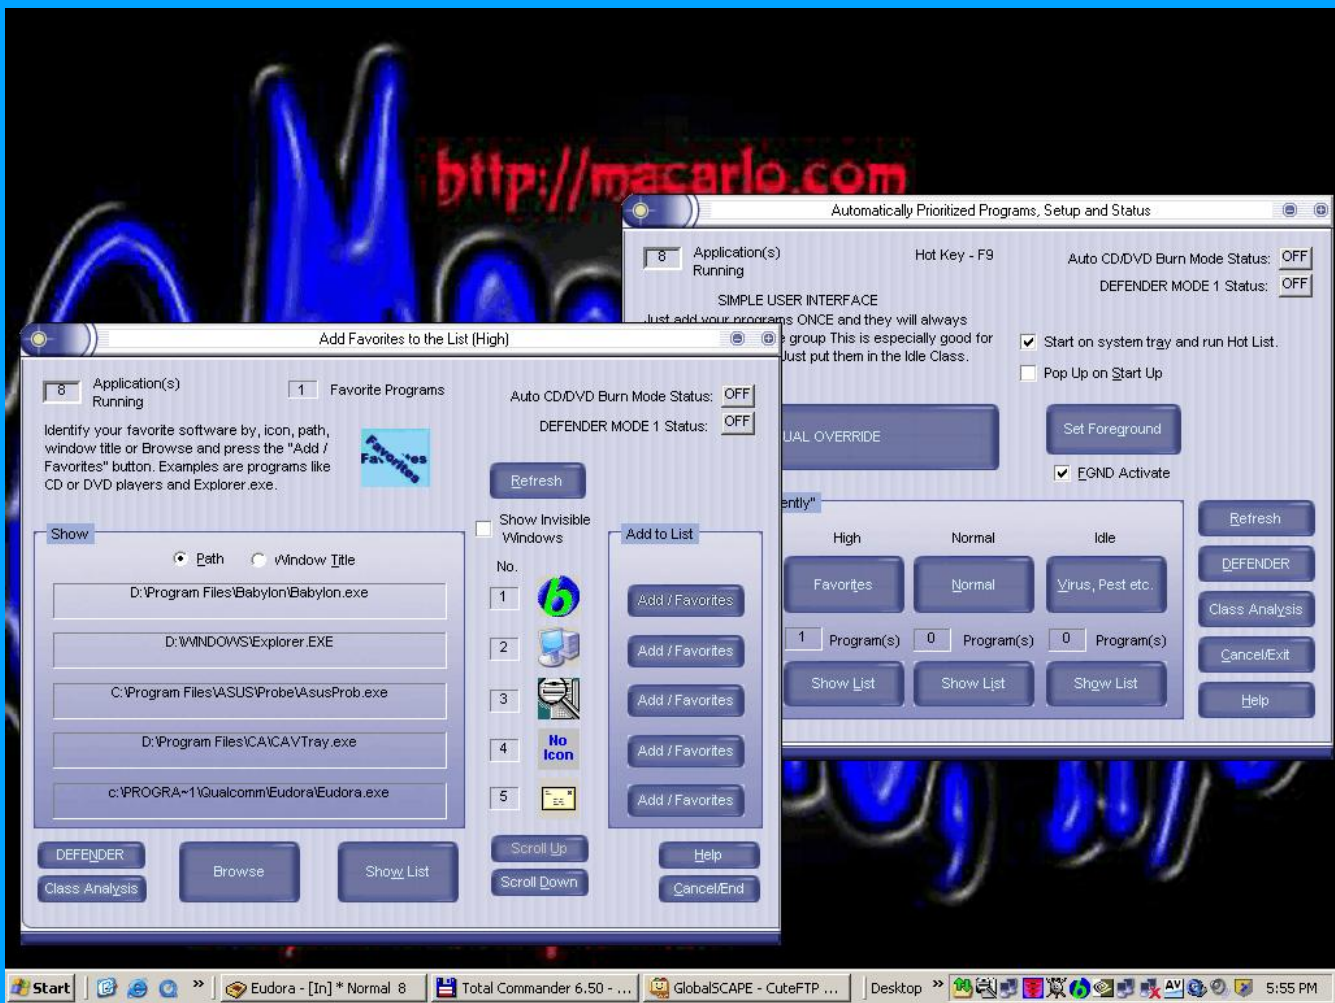 http://macarlo.com
Automatically Prioritized Programs, Setup and Status
8 Application(s)
Running
Hot Key - F9
Auto CD/DVD Burn Mode Status: OFF
DEFENDER MODE 1 Status: OFF
SIMPLE USER INTERFACE
Just add your programs ONCE and they will always
group This is especially good for
Just put them in the Idle Class.
Start on system tray and run Hot List.
Pop Up on Start Up
OVERRIDE
Set Foreground
FGND Activate
High Normal Idle
Favorites Normal Virus, Pest etc.
1 Program(s) 0 Program(s) 0 Program(s)
Show List Show List Show List
Refresh
DEFENDER
Class Analysis
Cancel/Exit
Help
Add Favorites to the List (High)
8 Application(s)
Running
1 Favorite Programs
Auto CD/DVD Burn Mode Status: OFF
DEFENDER MODE 1 Status: OFF
Identify your favorite software by, icon, path,
window title or Browse and press the "Add /
Favorites" button. Examples are programs like
CD or DVD players and Explorer.exe.
Favorites
Refresh
Show Invisible
Windows
Show
Path Window Title
No.
Add to List
D:\Program Files\Babylon\Babylon.exe 1 Add / Favorites
D:\WINDOWS\Explorer.EXE 2 Add / Favorites
C:\Program Files\ASUS\Probe\AsusProb.exe 3 Add / Favorites
D:\Program Files\CA\CAVTray.exe 4 No Icon Add / Favorites
c:\PROGRA~1\Qualcomm\Eudora\Eudora.exe 5 Add / Favorites
DEFENDER
Class Analysis
Browse
Show List
Scroll Up
Scroll Down
Help
Cancel/End
Start » Eudora - [In] * Normal 8 Total Commander 6.50 - ... GlobalSCAPE - CuteFTP ... Desktop » AV 5:55 PM